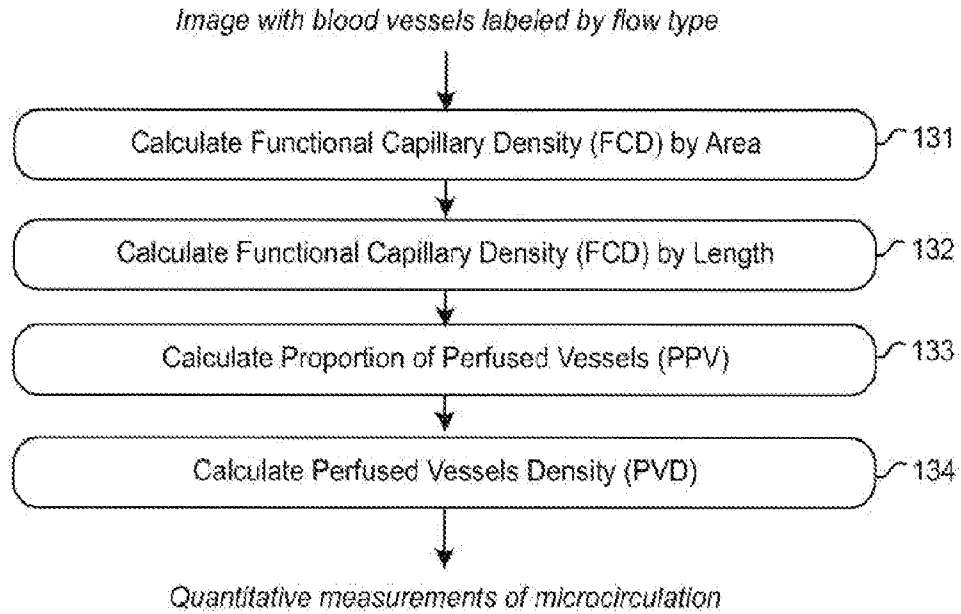 Image with blood vessels labeled by flow type
Calculate Functional Capillary Density (FCD) by Area
131
Calculate Functional Capillary Density (FCD) by Length
132
Calculate Proportion of Perfused Vessels (PPV)
133
Calculate Perfused Vessels Density (PVD)
134
Quantitative measurements of microcirculation